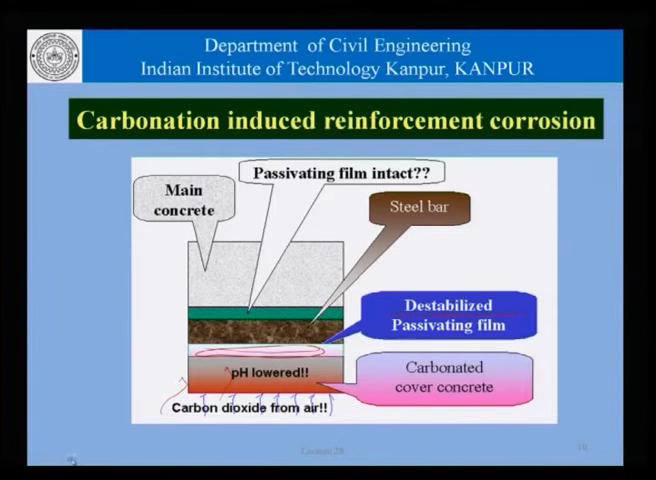 Department of Civil Engineering
Indian Institute of Technology Kanpur, KANPUR
Carbonation induced reinforcement corrosion
Passivating film intact??
Main
concrete
Steel bar
Destabilized
Passivating film
pH lowered!!
Carbonated
cover concrete
Carbon dioxide from air!!